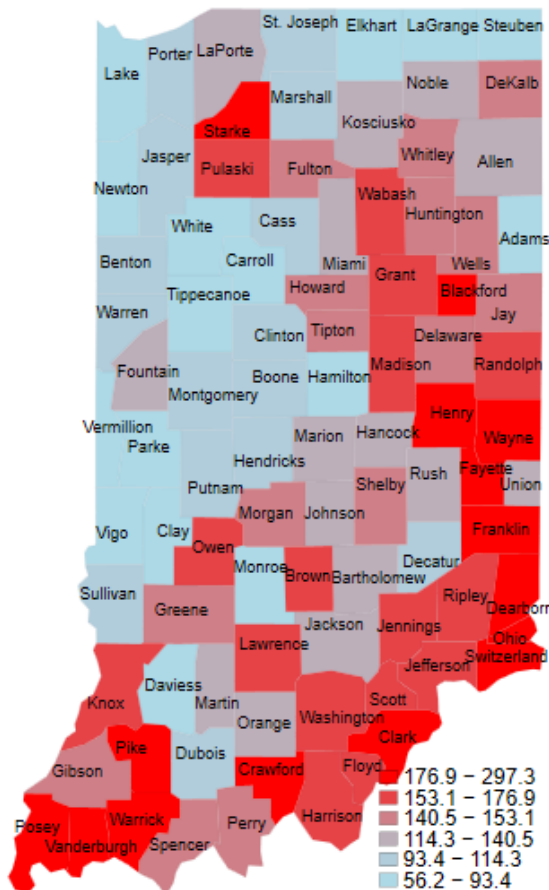 St. Joseph
Elkhart
LaGrange
Steuben
LaPorte
Porter
Lake
Noble
DeKalb
Marshall
Kosciusko
Starke
Whitley
Allen
Jasper
Pulaski
Fulton
Newton
Wabash
Huntington
White
Cass
Adams
Benton
Carroll
Miami
Wells
Grant
Howard
Blackford
Tippecanoe
Warren
Jay
Clinton
Tipton
Delaware
Madison
Randolph
Fountain
Boone
Hamilton
Montgomery
Henry
Vermillion
Marion
Hancock
Wayne
Parke
Hendricks
Fayette
Rush
Union
Putnam
Shelby
Morgan
Johnson
Franklin
Vigo
Clay
Owen
Monroe
Decatur
Brown
Bartholomew
Sullivan
Ripley
Dearborn
Greene
Jackson
Jennings
Ohio
Lawrence
Switzerland
Jefferson
Daviess
Knox
Martin
Scott
Orange
Washington
Clark
Pike
Dubois
Floyd
Gibson
Crawford
Harrison
Warrick
Perry
Posey
Vanderburgh
Spencer
176.9 – 297.3
153.1 – 176.9
140.5 – 153.1
114.3 – 140.5
93.4 – 114.3
56.2 – 93.4